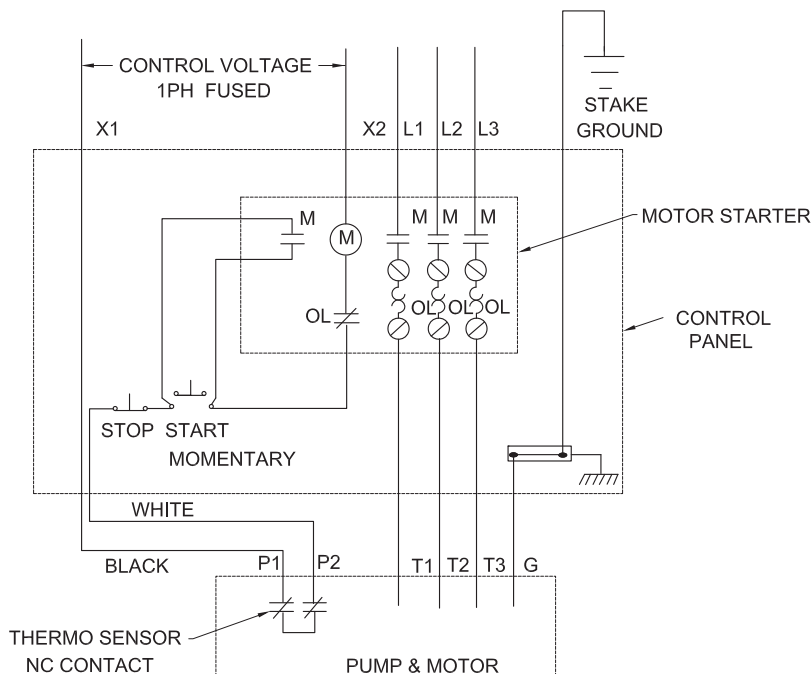 CONTROL VOLTAGE
1PH FUSED
STAKE
GROUND
X1
X2 L1 L2 L3
M
M
M M M
MOTOR STARTER
OL
OL OL OL
CONTROL
PANEL
STOP START
MOMENTARY
WHITE
BLACK
P1 P2
T1 T2 T3 G
THERMO SENSOR
NC CONTACT
PUMP & MOTOR